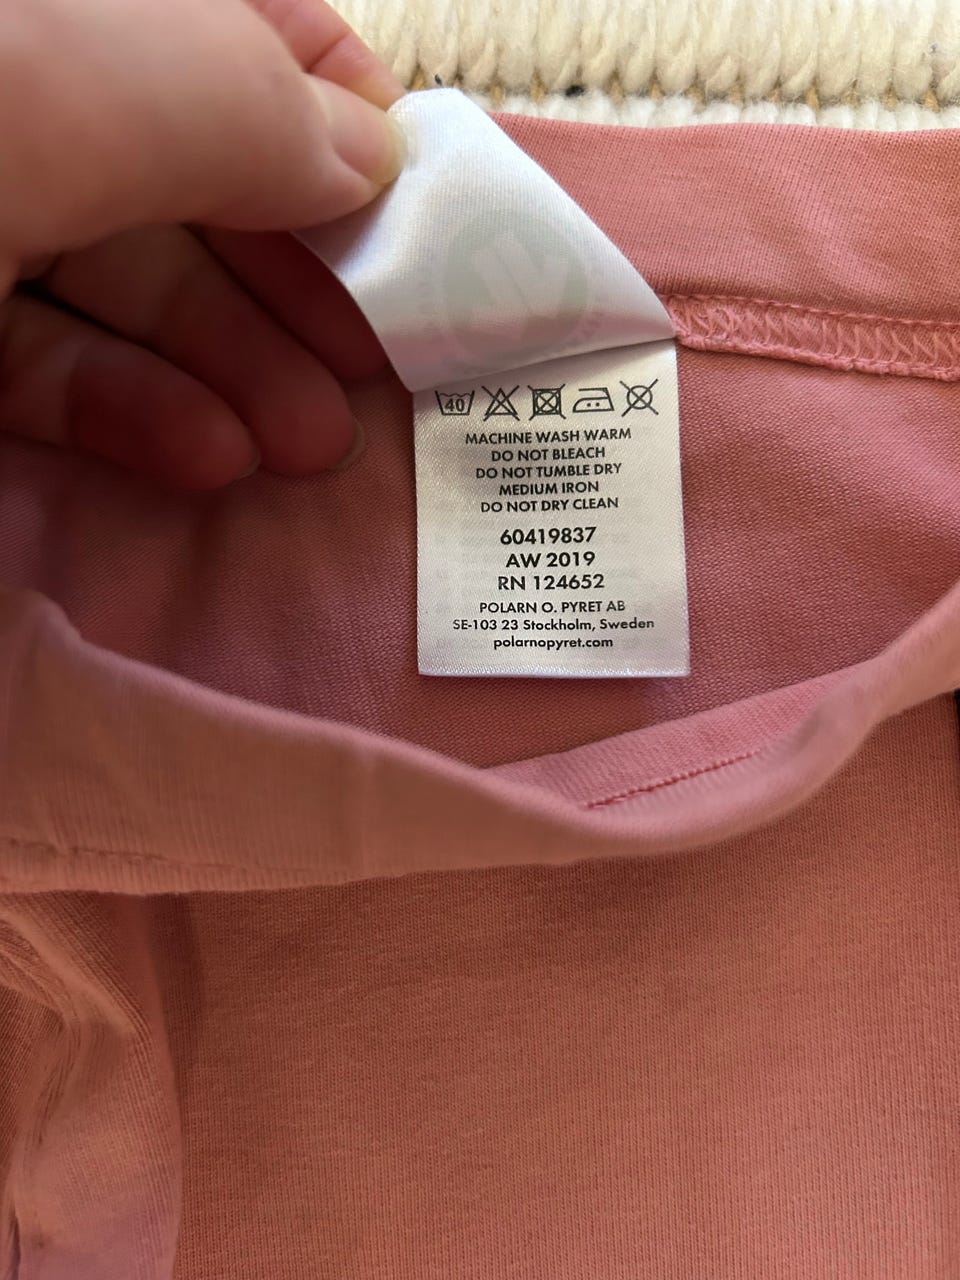 40
MACHINE WASH WARM
DO NOT BLEACH
DO NOT TUMBLE DRY
MEDIUM IRON
DO NOT DRY CLEAN
60419837
AW 2019
RN 124652
POLARN O. PYRET AB
SE-103 23 Stockholm, Sweden
polarnopyret.com